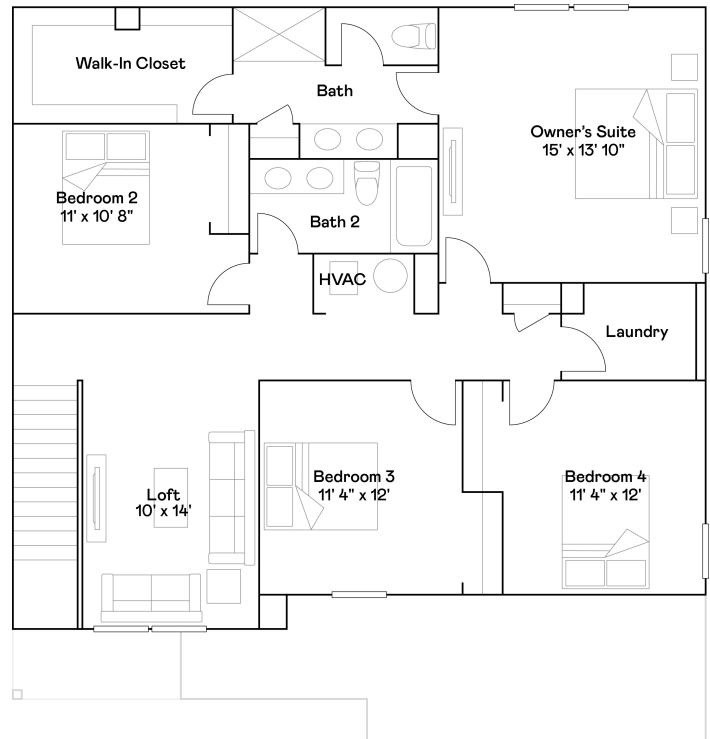 Walk-In Closet
Bath
Owner's Suite
15' x 13' 10"
Bedroom 2
11' x 10' 8"
Bath 2
HVAC
Laundry
Loft
10' x 14'
Bedroom 3
11' 4" x 12'
Bedroom 4
11' 4" x 12'